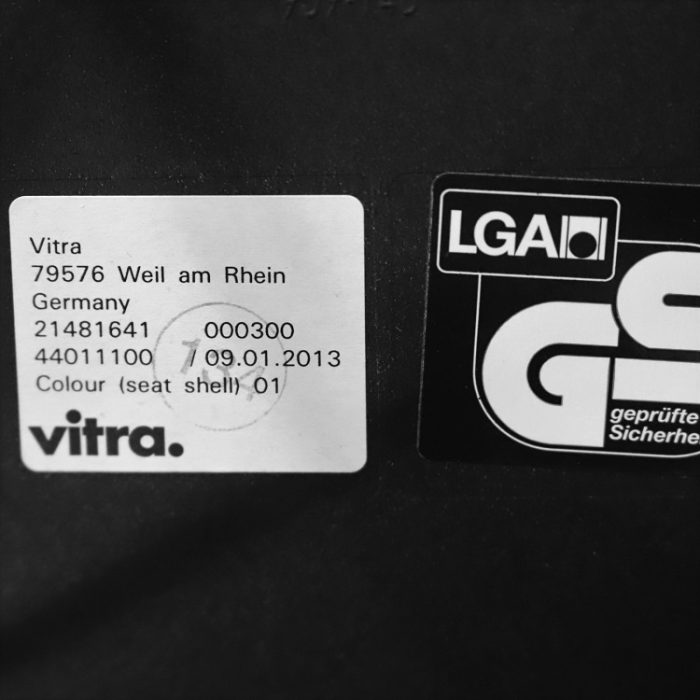 Vitra
79576 Weil am Rhein
Germany
21481641 000300
44011100 / 09.01.2013
Colour (seat shell) 01
vitra.
134
LGA
GS
geprüfte
Sicherhe